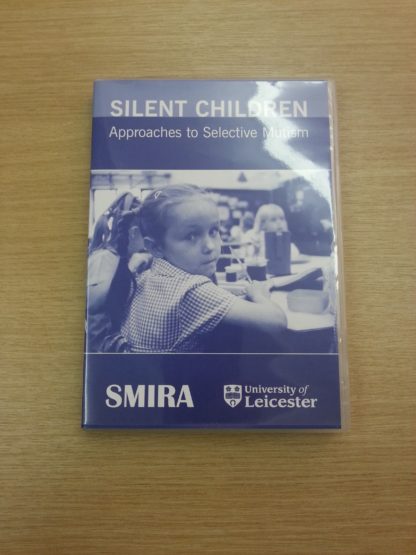 SILENT CHILDREN
Approaches to Selective Mutism
SMIRA
University of
Leicester